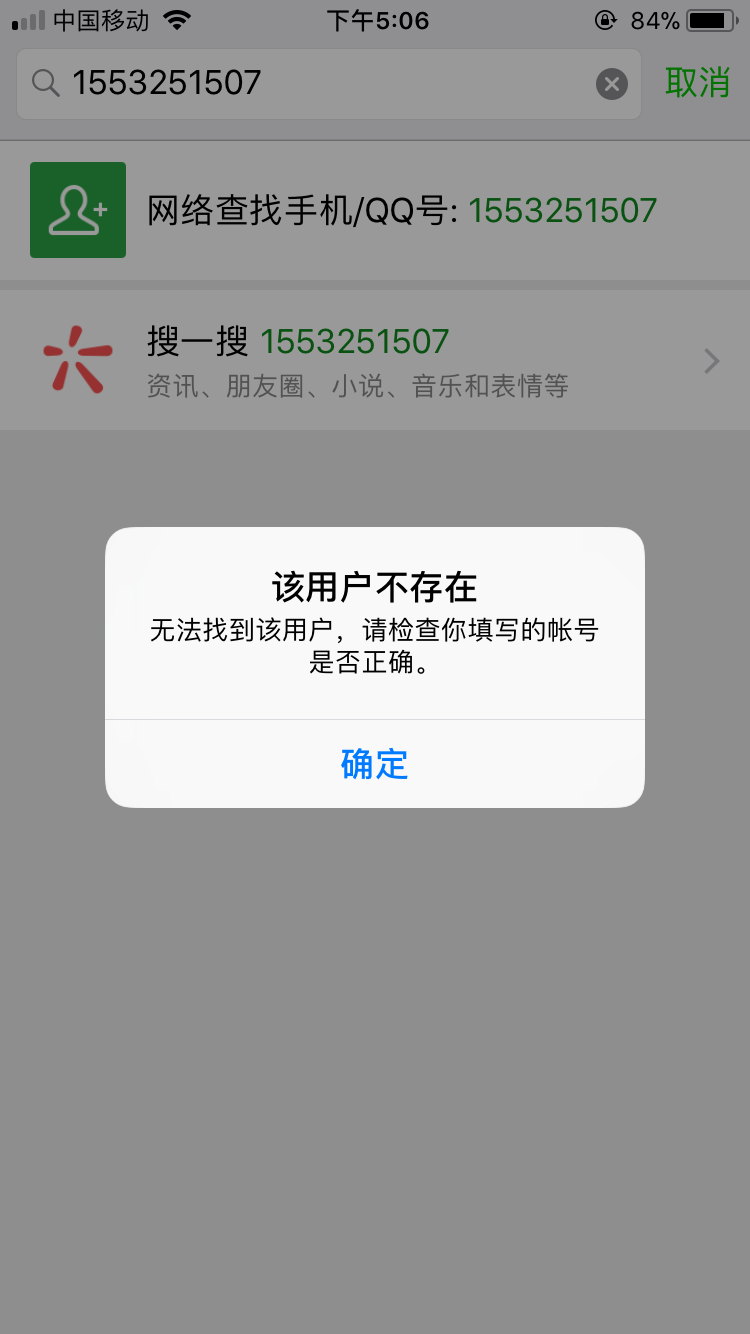 中国移动 下午5:06 84%
1553251507 取消
网络查找手机/QQ号: 1553251507
搜一搜 1553251507
资讯、朋友圈、小说、音乐和表情等
该用户不存在
无法找到该用户，请检查你填写的帐号
是否正确。
确定